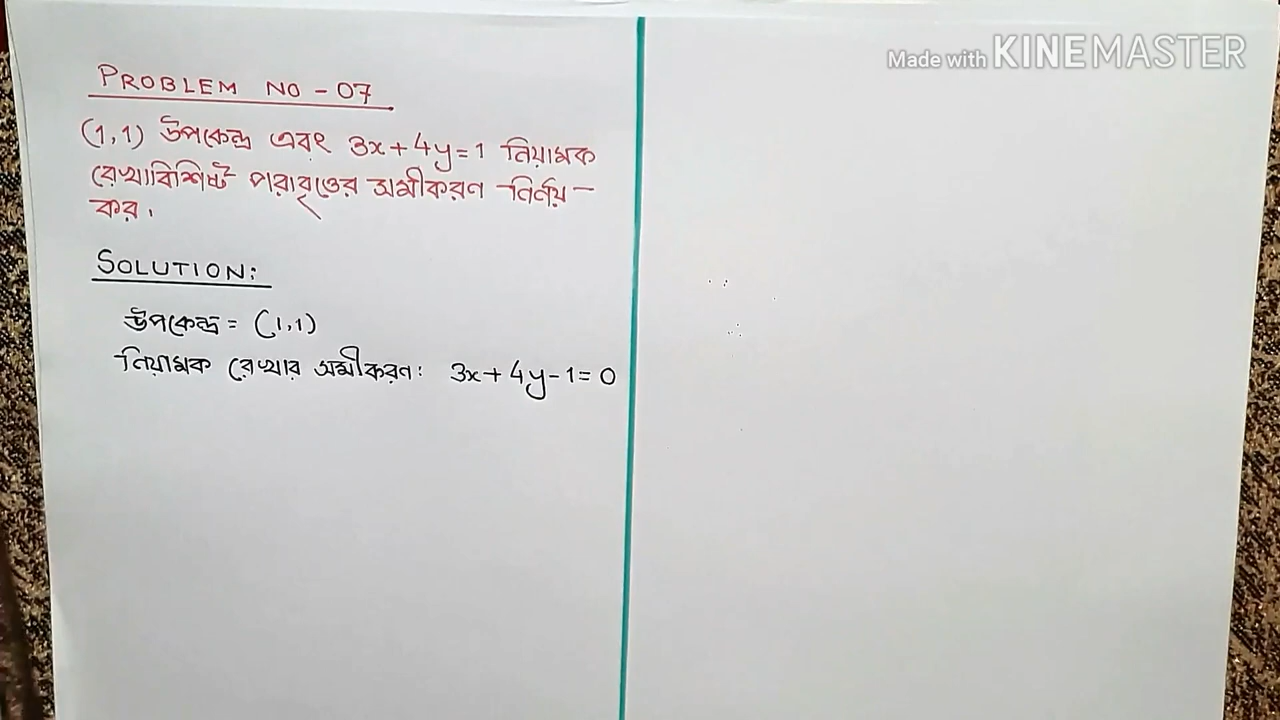 Made with KINEMASTER
PROBLEM NO - 07
(1,1) উপকেন্দ্র এবং 3x+4y=1 নিয়ামক
রেখাবিশিষ্ট পরাবৃত্তের সমীকরণ নির্ণয়
কর।
SOLUTION:
উপকেন্দ্র = (1,1)
নিয়ামক রেখার সমীকরণ: 3x+4y-1=0